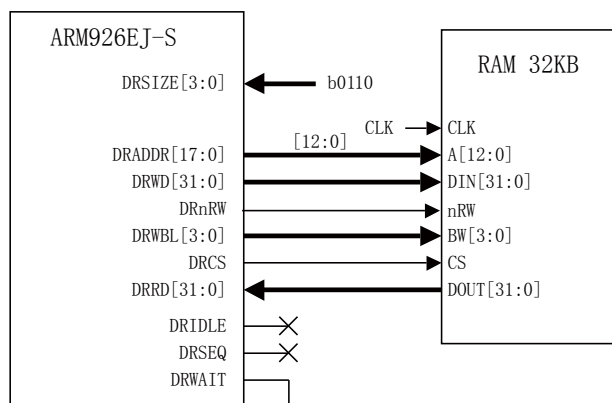 ARM926EJ-S
RAM 32KB
DRSIZE[3:0]
b0110
CLK
CLK
DRADDR[17:0]
[12:0]
A[12:0]
DRWD[31:0]
DIN[31:0]
DRnRW
nRW
DRWBL[3:0]
BW[3:0]
DRCS
CS
DRRD[31:0]
DOUT[31:0]
DRIDLE
DRSEQ
DRWAIT